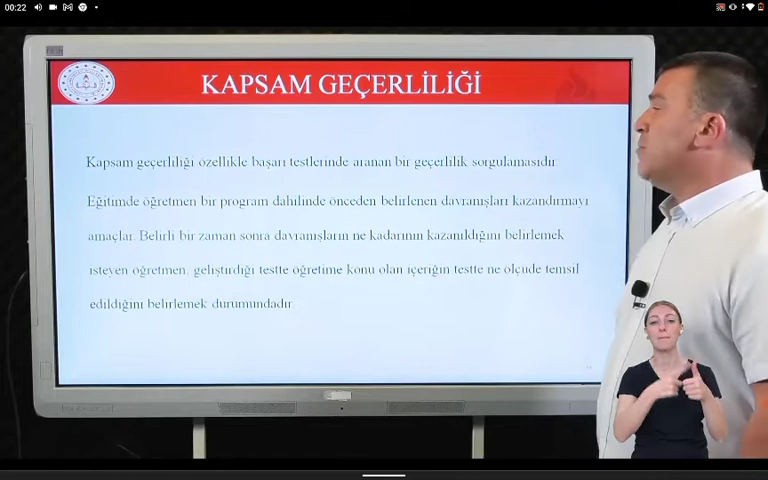 00:22
KAPSAM GEÇERLİLİĞİ
Kapsam geçerliliği özellikle başarı testlerinde aranan bir geçerlilik sorgulamasıdır.
Eğitimde öğretmen bir program dahilinde önceden belirlenen davranışları kazandırmayı
amaçlar. Belirli bir zaman sonra davranışların ne kadarının kazanıldığını belirlemek
isteyen öğretmen, geliştirdiği testte öğretime konu olan içeriğin testte ne ölçüde temsil
edildiğini belirlemek durumundadır.